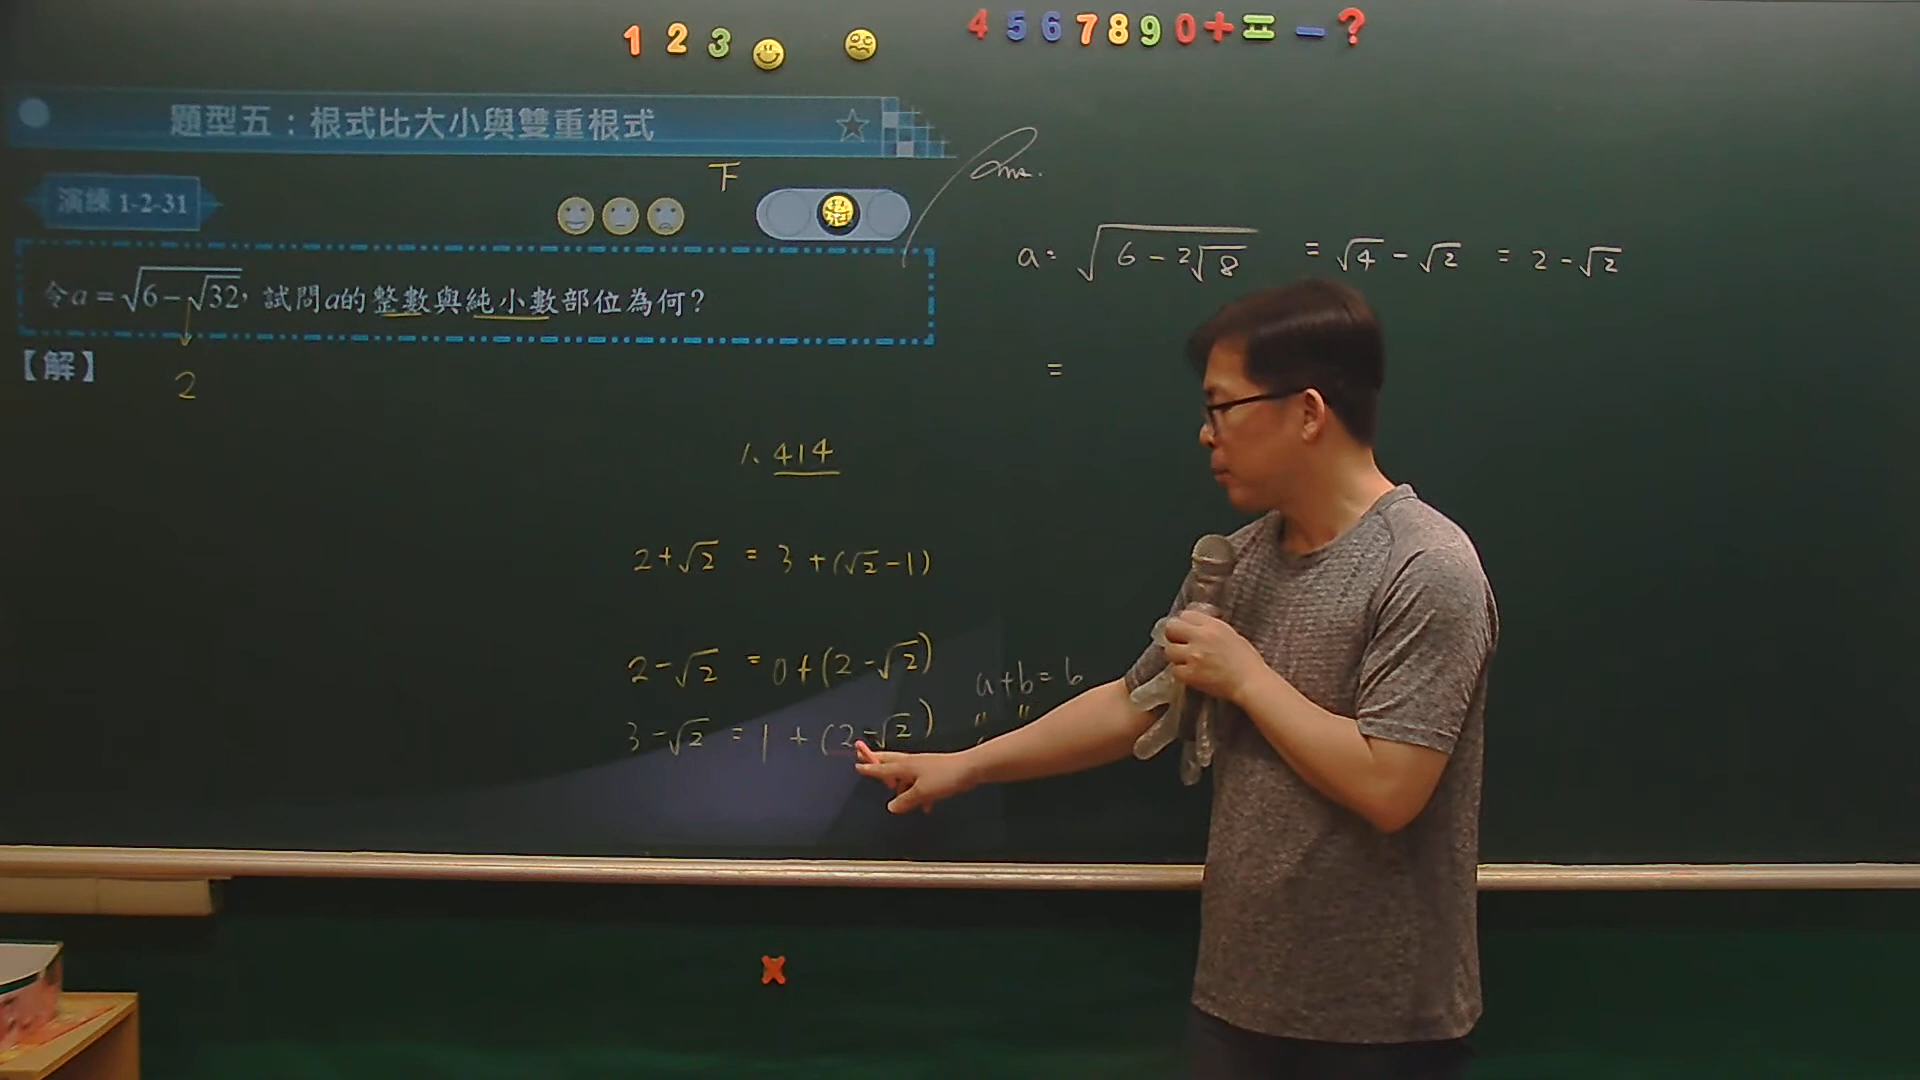 1 2 3
4 5 6 7 8 9 0 + = − ?
題型五：根式比大小與雙重根式
下
Ans.
演練 1-2-31
令a=√(6−√32)，試問a的整數與純小數部位為何？
【解】
2
a = √(6−2√8) = √4 − √2 = 2 − √2
=
1.414
2+√2 = 3+(√2−1)
2−√2 = 0+(2−√2)
3−√2 = 1+(2−√2)
a+b=6
" "
x